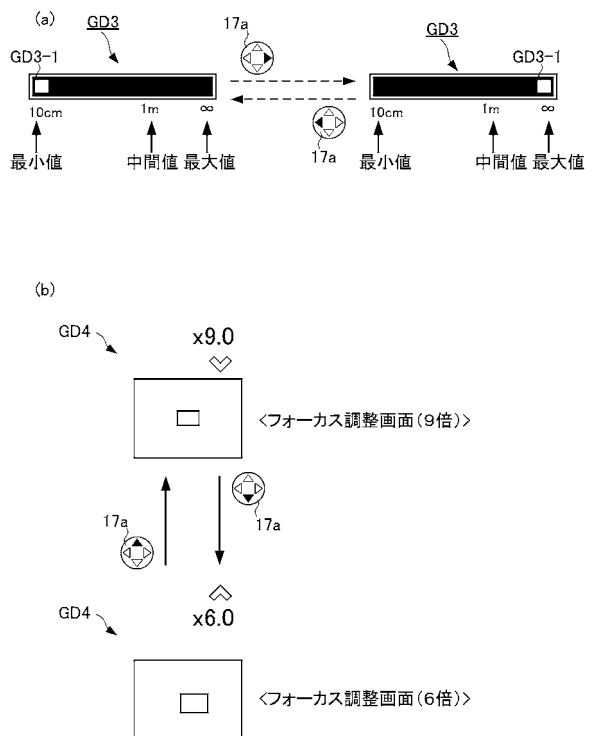 (a)
GD3
17a
GD3
GD3-1
GD3-1
10cm
1m
∞
10cm
1m
∞
最小値
中間値
最大値
17a
最小値
中間値
最大値
(b)
GD4
x9.0
<フォーカス調整画面(9倍)>
17a
17a
GD4
x6.0
<フォーカス調整画面(6倍)>